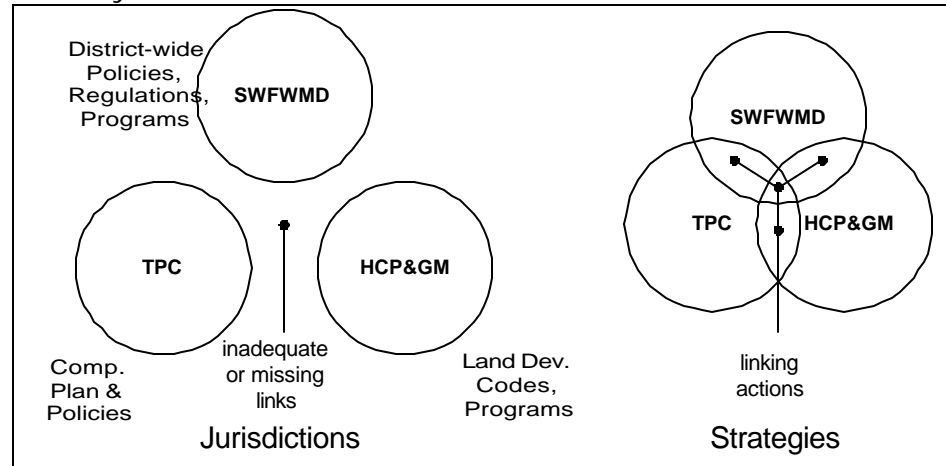 District-wide
Policies,
Regulations,
Programs
SWFWMD
TPC
HCP&GM
inadequate
or missing
links
Comp.
Plan &
Policies
Land Dev.
Codes,
Programs
Jurisdictions
SWFWMD
TPC
HCP&GM
linking
actions
Strategies